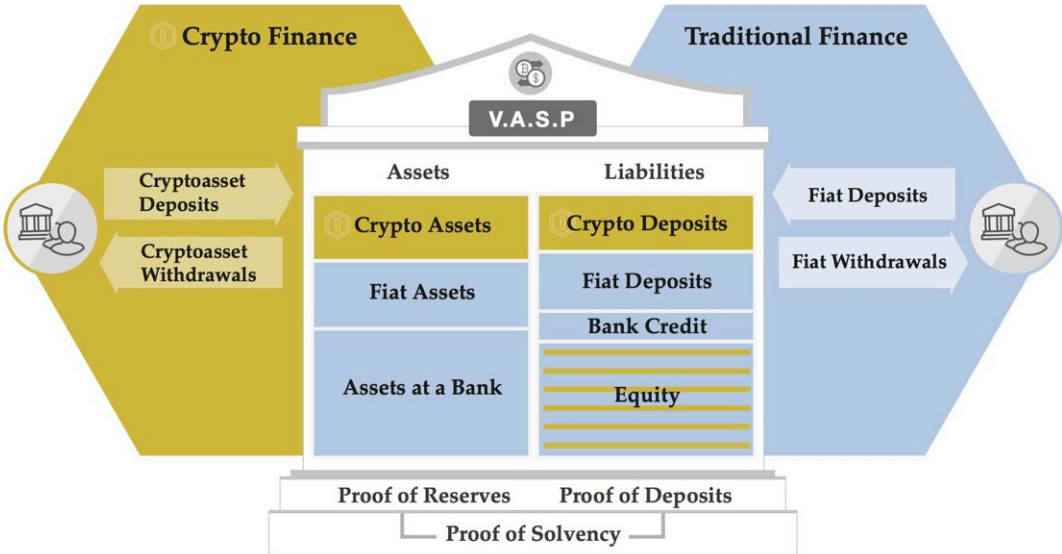 Crypto Finance
Traditional Finance
V.A.S.P
Assets
Liabilities
Cryptoasset
Deposits
Cryptoasset
Withdrawals
Crypto Assets
Fiat Assets
Assets at a Bank
Crypto Deposits
Fiat Deposits
Bank Credit
Equity
Fiat Deposits
Fiat Withdrawals
Proof of Reserves
Proof of Deposits
Proof of Solvency